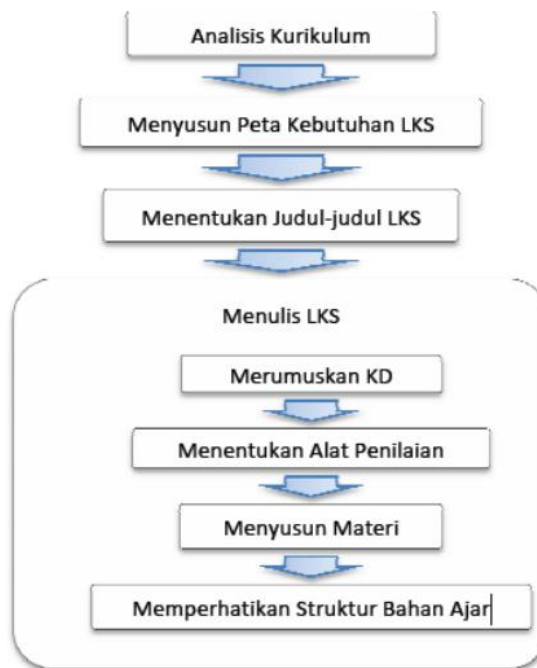 Analisis Kurikulum
Menyusun Peta Kebutuhan LKS
Menentukan Judul-judul LKS
Menulis LKS
Merumuskan KD
Menentukan Alat Penilaian
Menyusun Materi
Memperhatikan Struktur Bahan Ajar